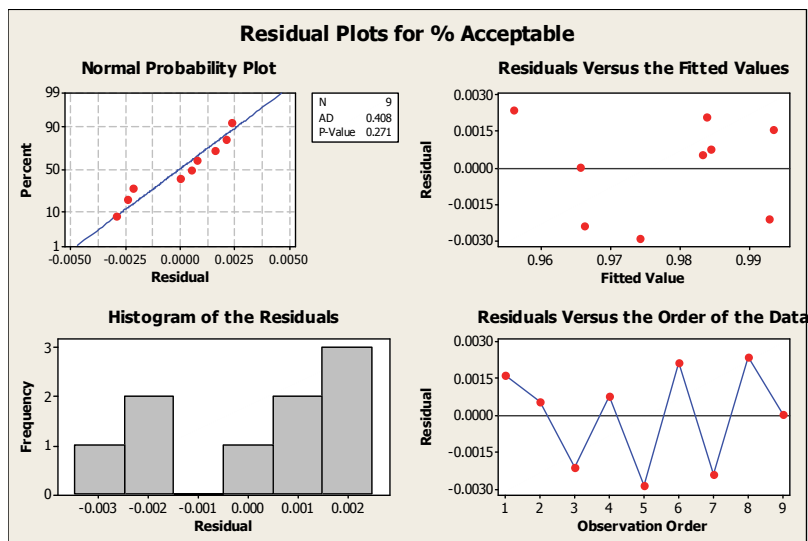 Residual Plots for % Acceptable
Normal Probability Plot
99
90
50
10
1
Percent
-0.0050 -0.0025 0.0000 0.0025 0.0050
Residual
N 9
AD 0.408
P-Value 0.271
Residuals Versus the Fitted Values
0.0030
0.0015
0.0000
-0.0015
-0.0030
Residual
0.96 0.97 0.98 0.99
Fitted Value
Histogram of the Residuals
3
2
1
0
Frequency
-0.003 -0.002 -0.001 0.000 0.001 0.002
Residual
Residuals Versus the Order of the Data
0.0030
0.0015
0.0000
-0.0015
-0.0030
Residual
1 2 3 4 5 6 7 8 9
Observation Order